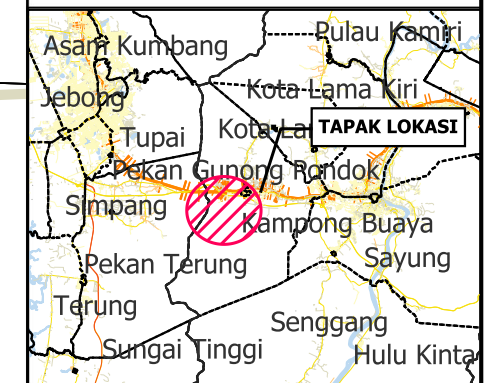 Pulau Kamiri
Asam Kumbang
Kota Lama Kiri
Jebong
Kota La
TAPAK LOKASI
Tupai
Pekan Gunong Rondok
Simpang
Kampong Buaya
Sayung
Pekan Terung
Terung
Senggang
Sungai Tinggi
Hulu Kinta